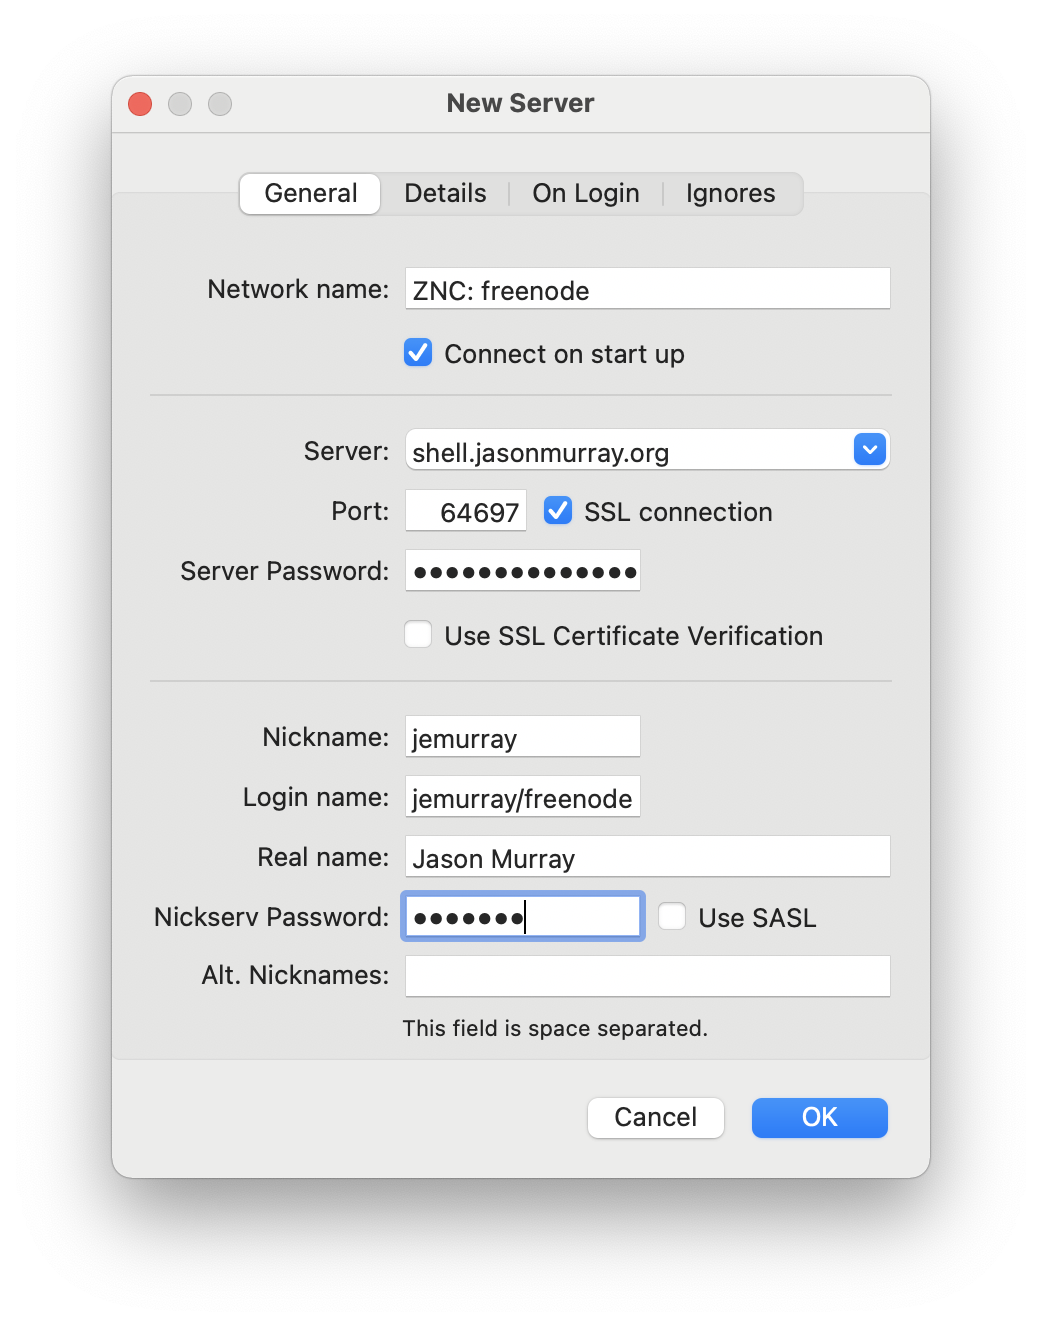 New Server
General Details On Login Ignores
Network name: ZNC: freenode
Connect on start up
Server: shell.jasonmurray.org
Port: 64697 SSL connection
Server Password: ●●●●●●●●●●●●●●
Use SSL Certificate Verification
Nickname: jemurray
Login name: jemurray/freenode
Real name: Jason Murray
Nickserv Password: ●●●●●●● Use SASL
Alt. Nicknames:
This field is space separated.
Cancel OK